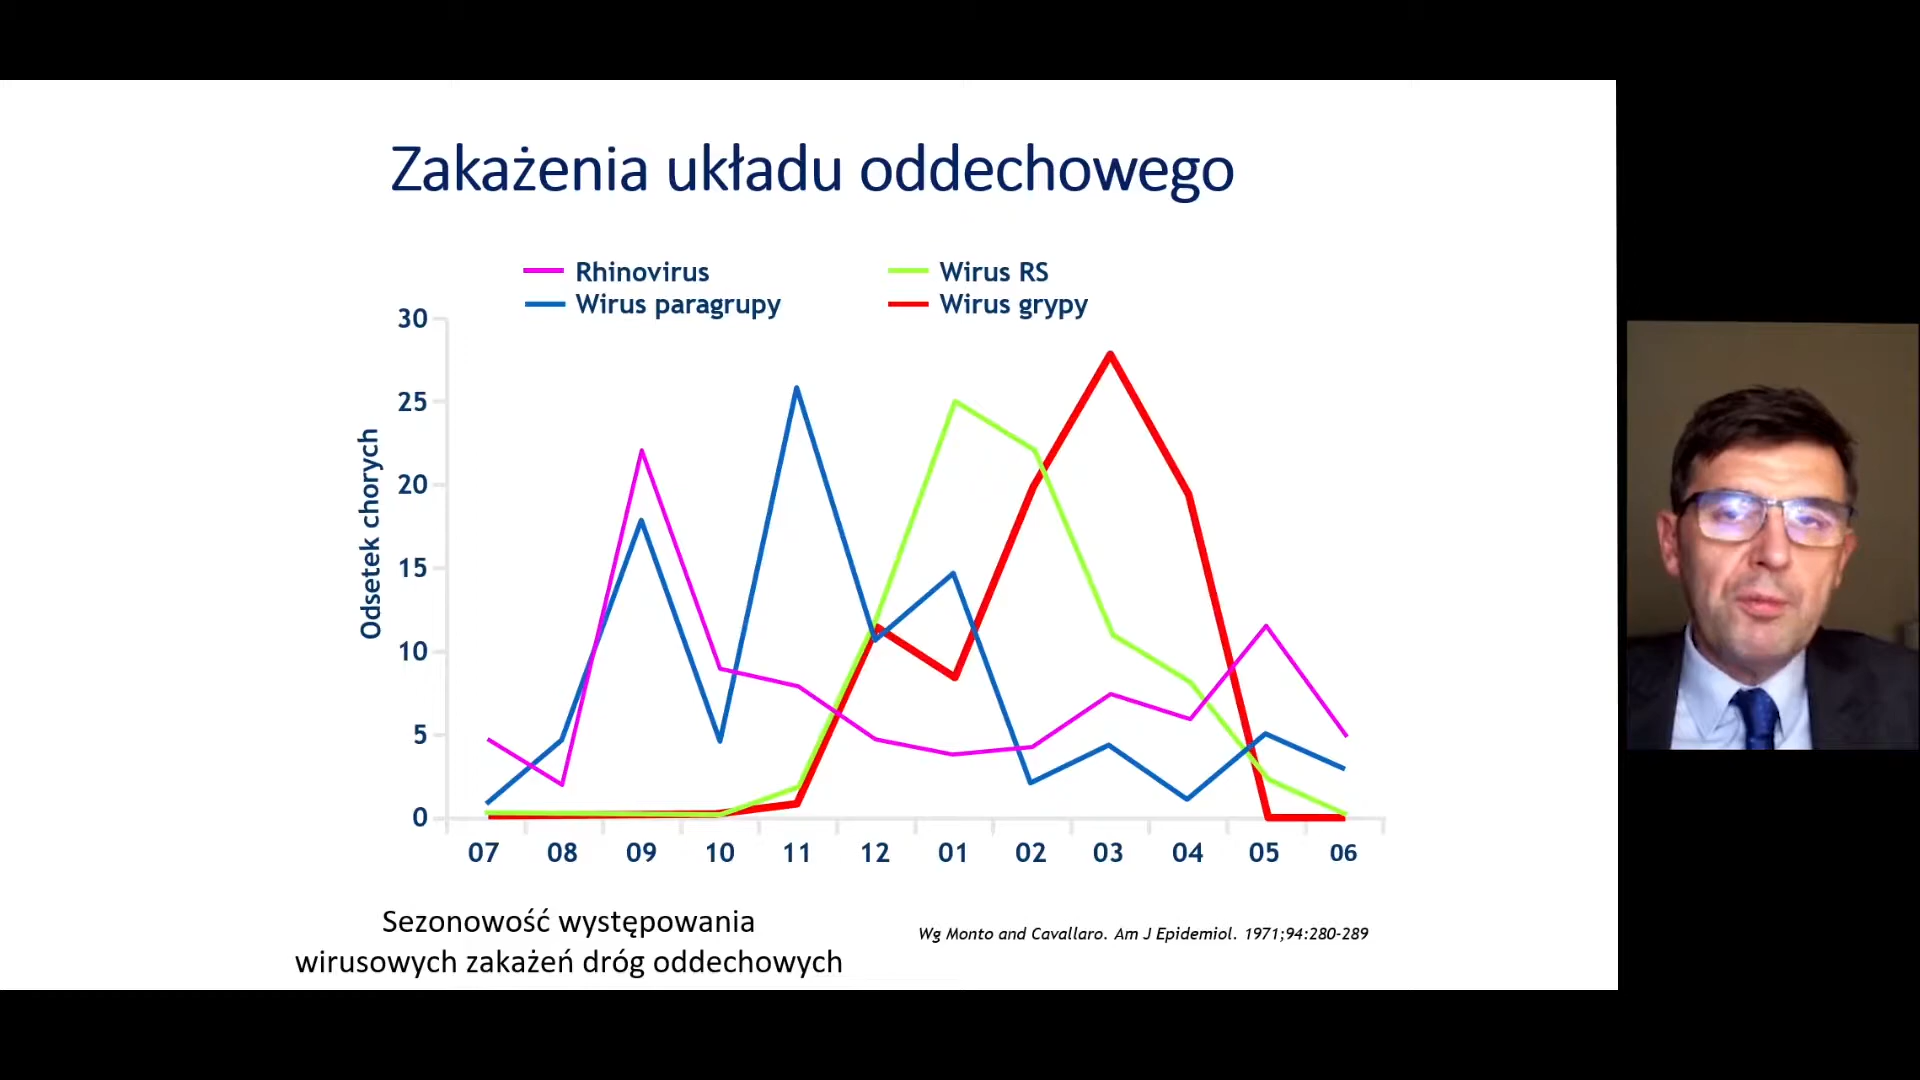 Zakażenia układu oddechowego
Rhinovirus
Wirus RS
Wirus paragrupy
Wirus grypy
Odsetek chorych
30
25
20
15
10
5
0
07 08 09 10 11 12 01 02 03 04 05 06
Sezonowość występowania
wirusowych zakażeń dróg oddechowych
Wg Monto and Cavallaro. Am J Epidemiol. 1971;94:280-289